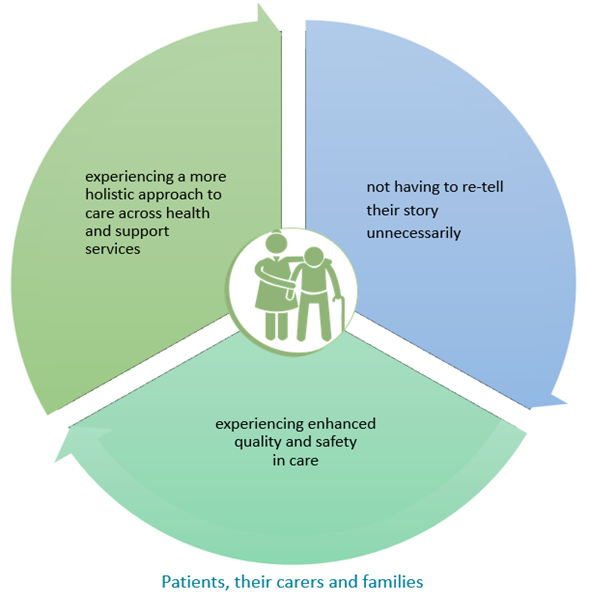 experiencing a more
holistic approach to
care across health
and support
services
not having to re-tell
their story
unnecessarily
experiencing enhanced
quality and safety
in care
Patients, their carers and families